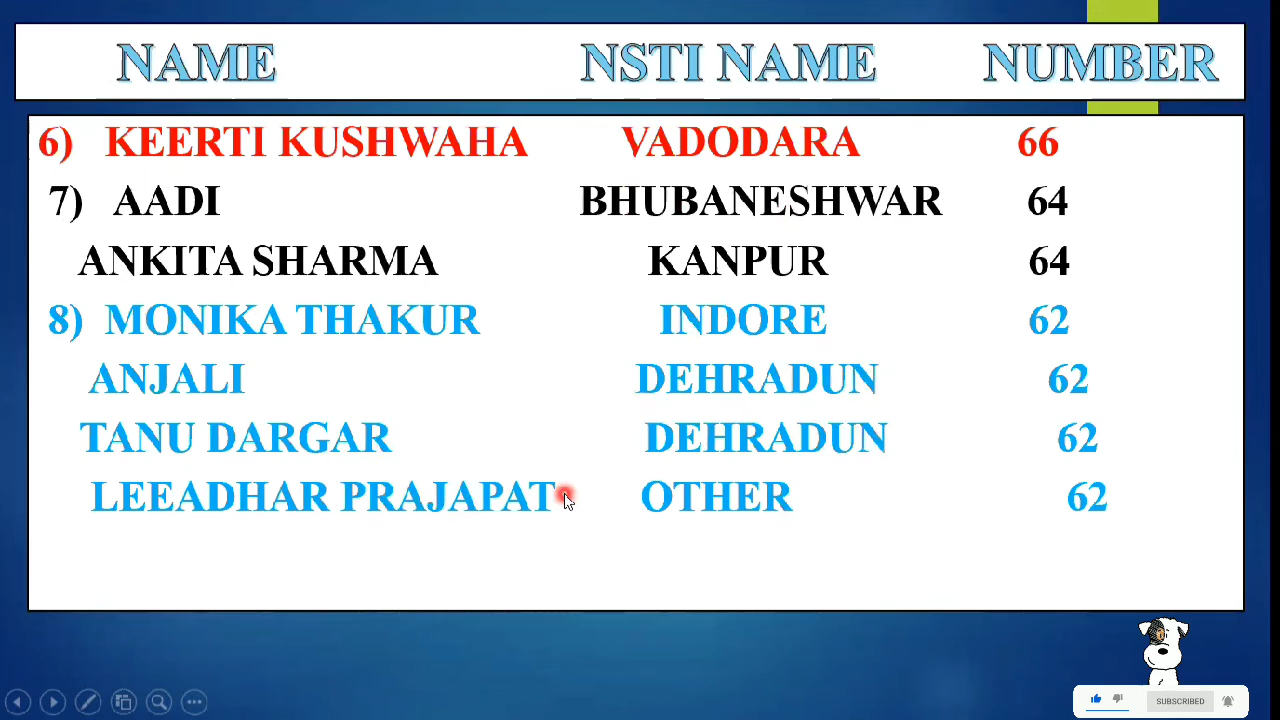 NAME NSTI NAME NUMBER
6) KEERTI KUSHWAHA VADODARA 66
7) AADI BHUBANESHWAR 64
ANKITA SHARMA KANPUR 64
8) MONIKA THAKUR INDORE 62
ANJALI DEHRADUN 62
TANU DARGAR DEHRADUN 62
LEEADHAR PRAJAPAT OTHER 62
SUBSCRIBED